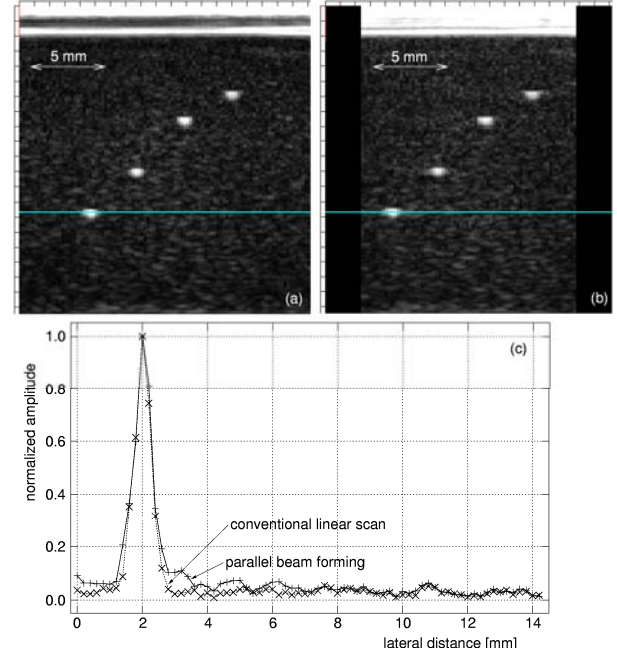 5 mm
(a)
5 mm
(b)
(c)
normalized amplitude
1.0
0.8
0.6
0.4
0.2
0.0
conventional linear scan
parallel beam forming
0 2 4 6 8 10 12 14
lateral distance [mm]